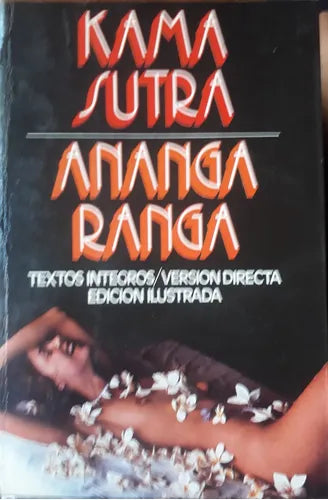 KAMA
SUTRA
ANANGA
RANGA
TEXTOS INTEGROS/VERSION DIRECTA
EDICION ILUSTRADA